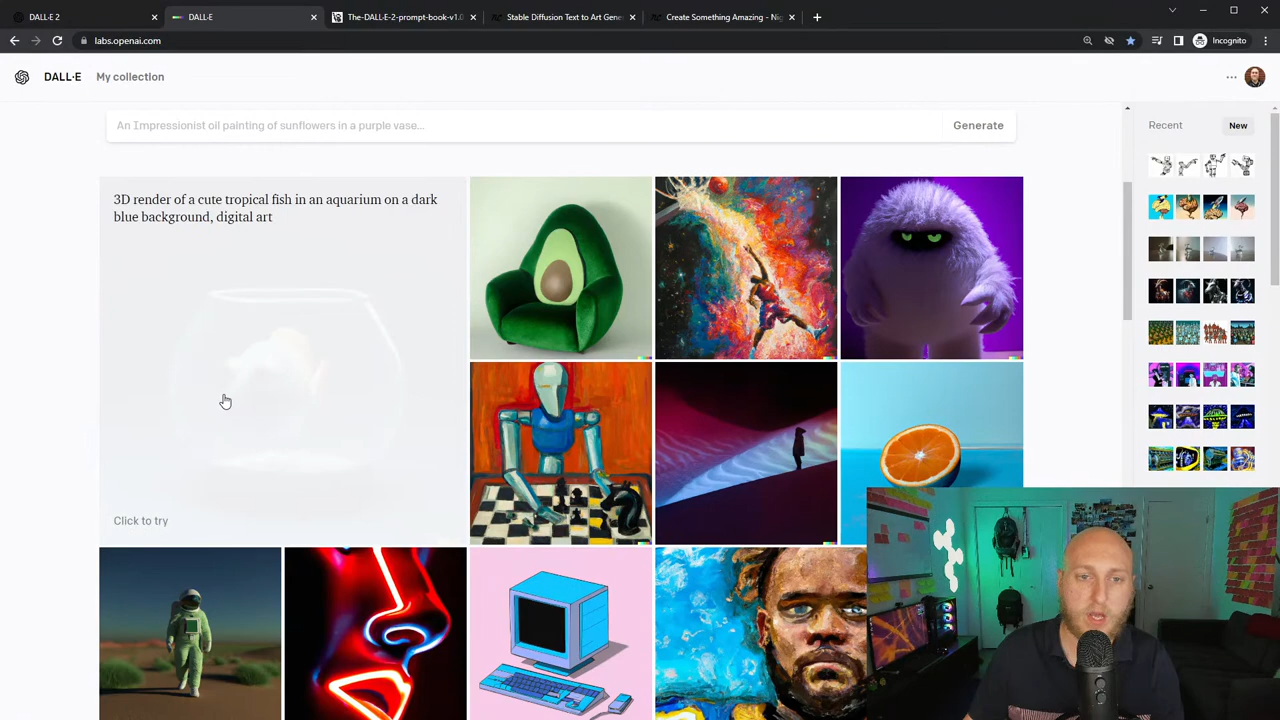 DALL·E 2
DALL·E
The-DALL·E-2-prompt-book-v1.0
Stable Diffusion Text to Art Gene
Create Something Amazing - Nig
labs.openai.com
Incognito
DALL·E
My collection
An Impressionist oil painting of sunflowers in a purple vase...
Generate
Recent
New
3D render of a cute tropical fish in an aquarium on a dark
blue background, digital art
Click to try